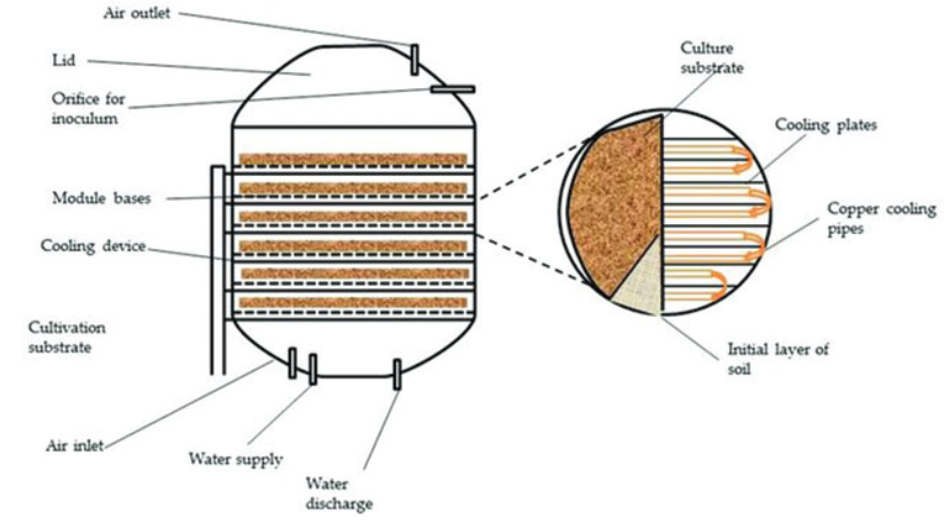 Air outlet
Lid
Orifice for
inoculum
Module bases
Cooling device
Cultivation
substrate
Air inlet
Water supply
Water
discharge
Culture
substrate
Cooling plates
Copper cooling
pipes
Initial layer of
soil